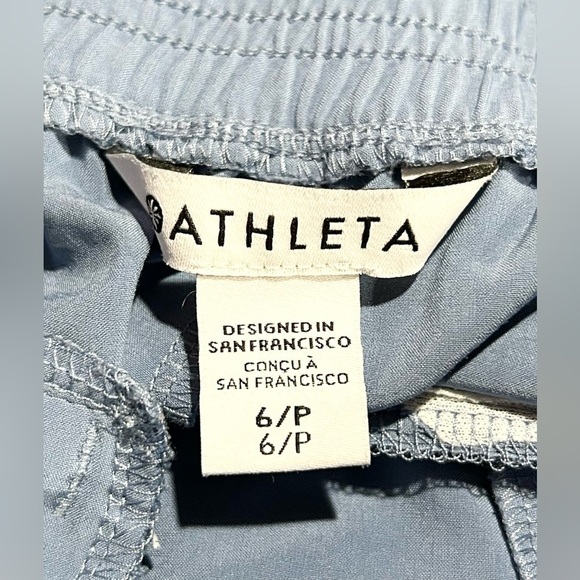 ATHLETA
DESIGNED IN
SAN FRANCISCO
CONÇU À
SAN FRANCISCO
6/P
6/P